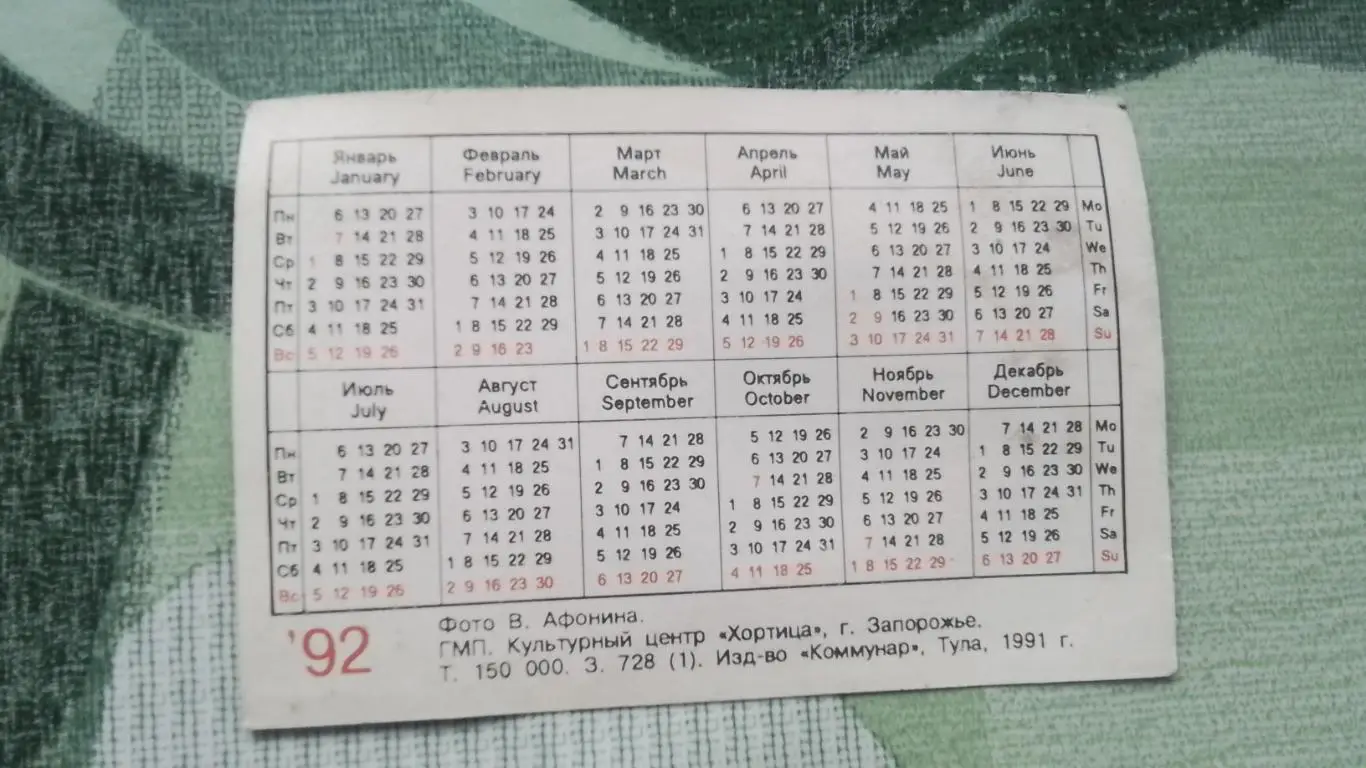 Январь Февраль Март Апрель Май Июнь
January February March April May June
Пн 6 13 20 27 3 10 17 24 2 9 16 23 30 6 13 20 27 4 11 18 25 1 8 15 22 29 Mo
Вт 7 14 21 28 4 11 18 25 3 10 17 24 31 7 14 21 28 5 12 19 26 2 9 16 23 30 Tu
Ср 1 8 15 22 29 5 12 19 26 4 11 18 25 1 8 15 22 29 6 13 20 27 3 10 17 24 We
Чт 2 9 16 23 30 6 13 20 27 5 12 19 26 2 9 16 23 30 7 14 21 28 4 11 18 25 Th
Пт 3 10 17 24 31 7 14 21 28 6 13 20 27 3 10 17 24 1 8 15 22 29 5 12 19 26 Fr
Сб 4 11 18 25 1 8 15 22 29 7 14 21 28 4 11 18 25 2 9 16 23 30 6 13 20 27 Sa
Вс 5 12 19 26 2 9 16 23 1 8 15 22 29 5 12 19 26 3 10 17 24 31 7 14 21 28 Su
Июль Август Сентябрь Октябрь Ноябрь Декабрь
July August September October November December
Пн 6 13 20 27 3 10 17 24 31 7 14 21 28 5 12 19 26 2 9 16 23 30 7 14 21 28 Mo
Вт 7 14 21 28 4 11 18 25 1 8 15 22 29 6 13 20 27 3 10 17 24 1 8 15 22 29 Tu
Ср 1 8 15 22 29 5 12 19 26 2 9 16 23 30 7 14 21 28 4 11 18 25 2 9 16 23 30 We
Чт 2 9 16 23 30 6 13 20 27 3 10 17 24 1 8 15 22 29 5 12 19 26 3 10 17 24 31 Th
Пт 3 10 17 24 31 7 14 21 28 4 11 18 25 2 9 16 23 30 6 13 20 27 4 11 18 25 Fr
Сб 4 11 18 25 1 8 15 22 29 5 12 19 26 3 10 17 24 31 7 14 21 28 5 12 19 26 Sa
Вс 5 12 19 26 2 9 16 23 30 6 13 20 27 4 11 18 25 1 8 15 22 29 6 13 20 27 Su
'92
Фото В. Афонина.
ГМП. Культурный центр «Хортица», г. Запорожье.
Т. 150 000. З. 728 (1). Изд-во «Коммунар», Тула, 1991 г.